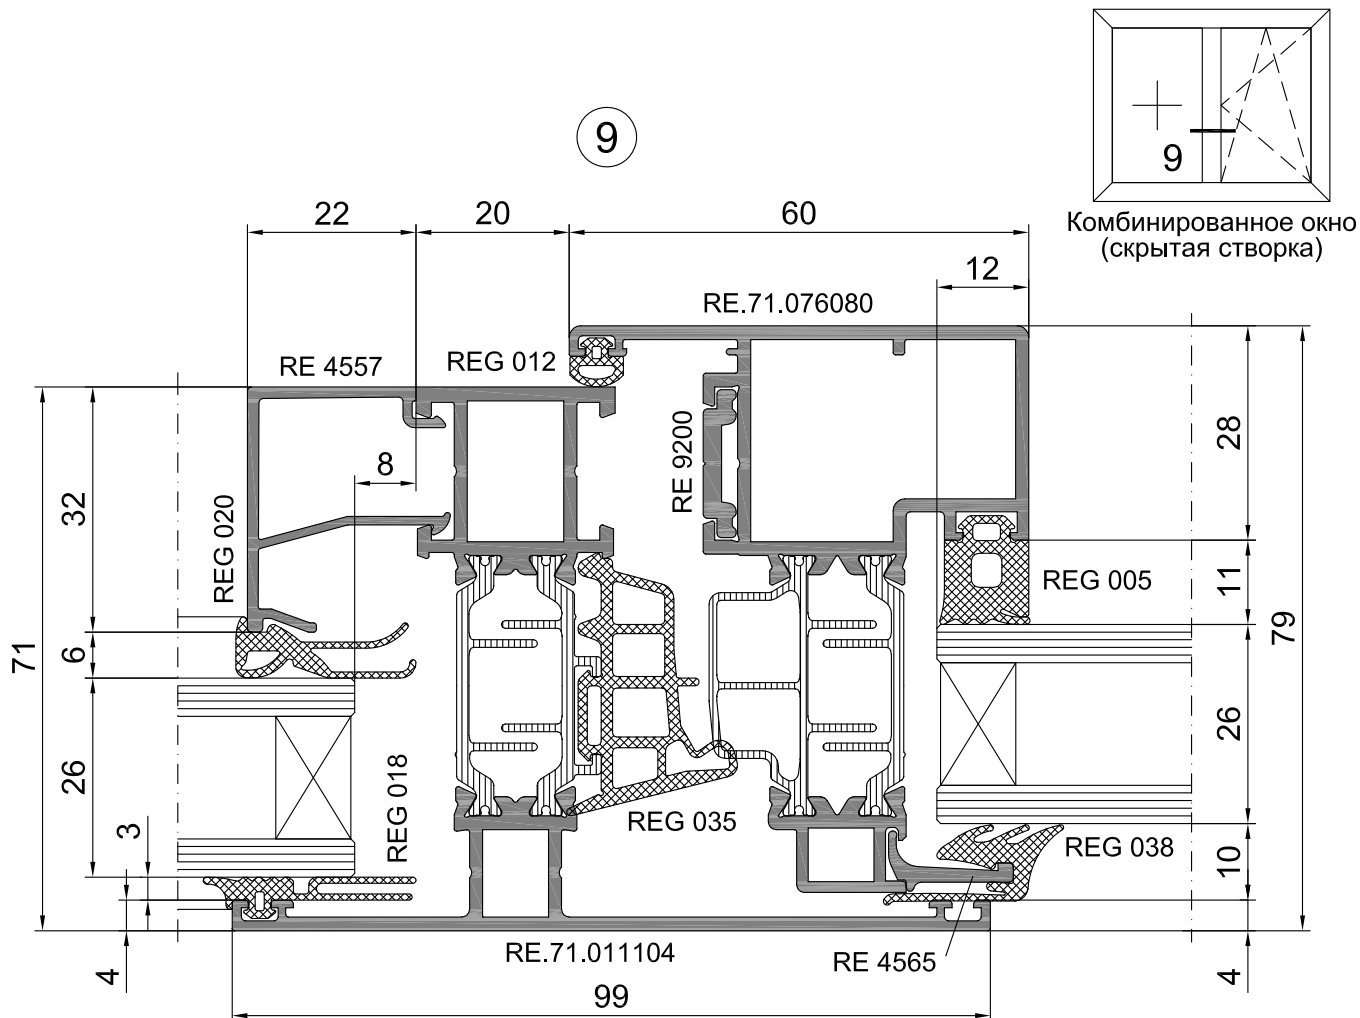 9
9
Комбинированное окно
(скрытая створка)
22
20
60
12
RE.71.076080
RE 4557
REG 012
8
RE 9200
28
32
REG 020
REG 005
11
71
6
79
26
26
REG 018
3
REG 035
REG 038
10
RE.71.011104
RE 4565
4
4
99